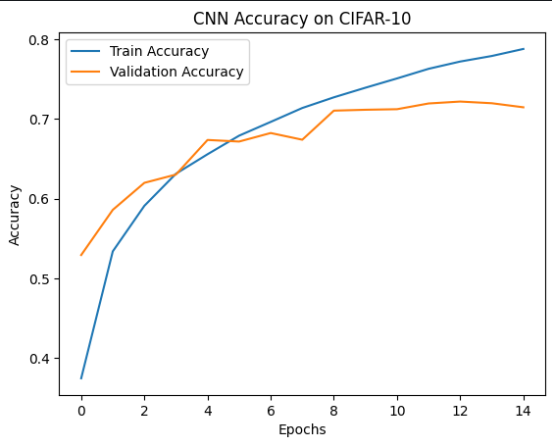 CNN Accuracy on CIFAR-10
Train Accuracy
Validation Accuracy
Accuracy
0.8
0.7
0.6
0.5
0.4
0 2 4 6 8 10 12 14
Epochs